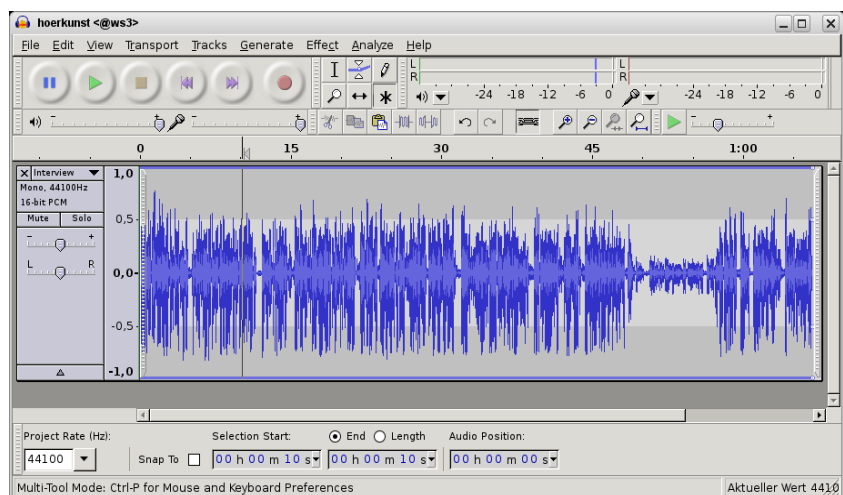 hoerkunst <@ws3>
File Edit View Transport Tracks Generate Effect Analyze Help
L
R
-24 -18 -12 -6 0
L
R
-24 -18 -12 -6 0
- +
- +
- +
0 15 30 45 1:00
X Interview
Mono, 44100Hz
16-bit PCM
Mute Solo
- +
L R
1,0
0,5-
0,0-
-0,5-
-1,0
Project Rate (Hz): Selection Start: End Length Audio Position:
44100 Snap To 00 h 00 m 10 s 00 h 00 m 10 s 00 h 00 m 00 s
Multi-Tool Mode: Ctrl-P for Mouse and Keyboard Preferences Aktueller Wert 4410